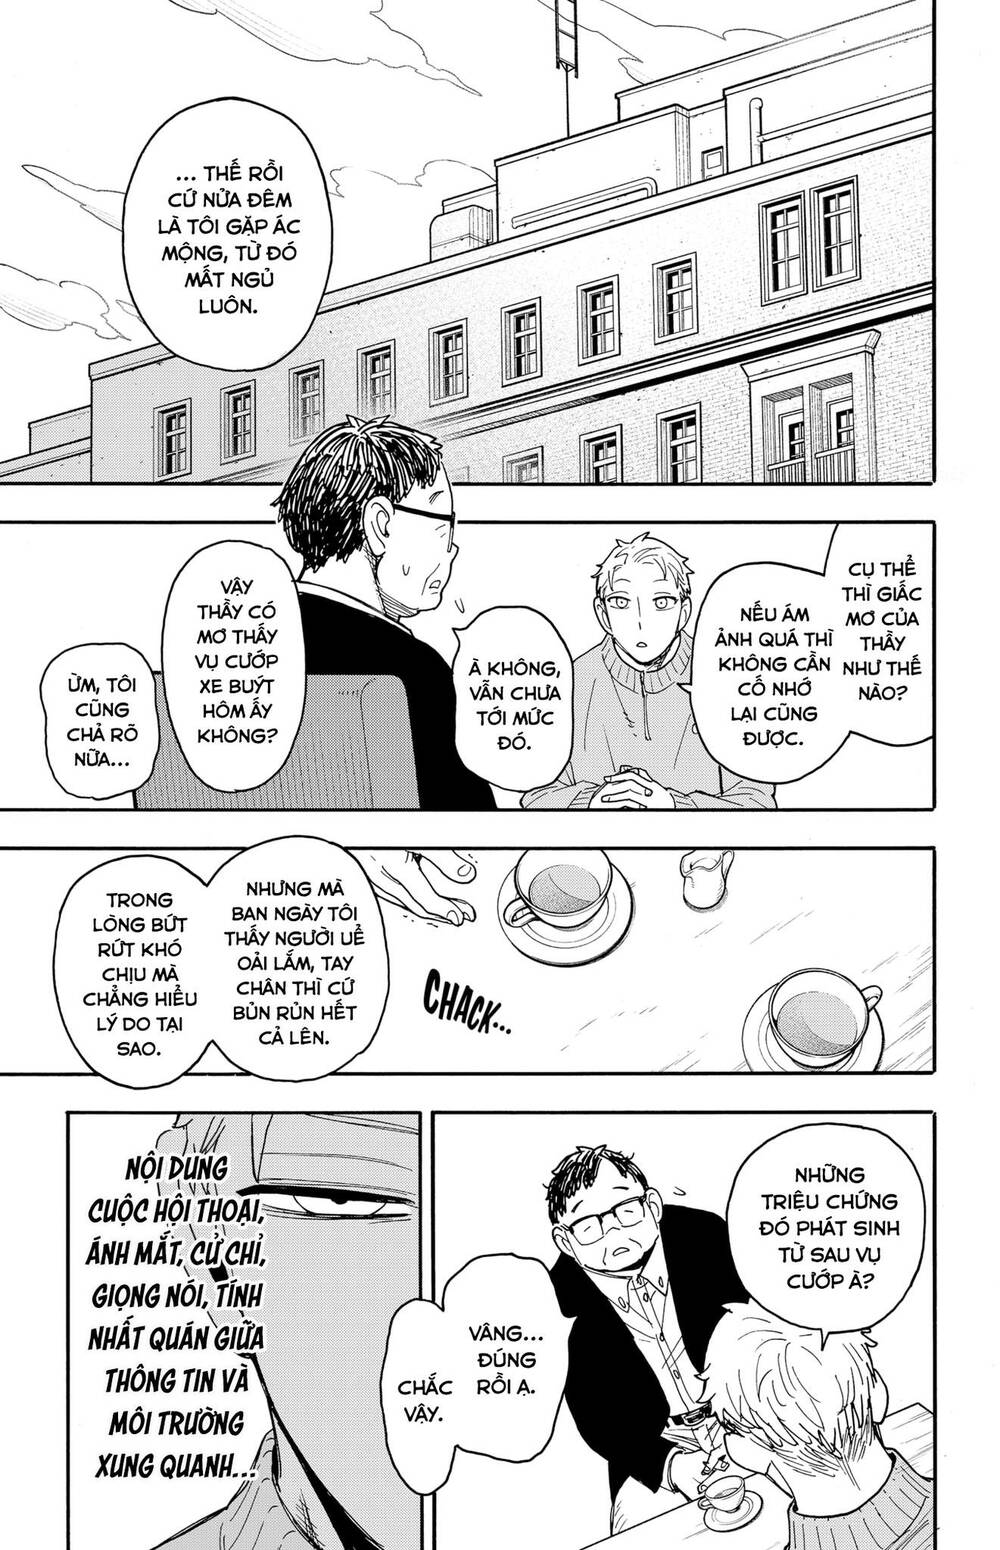 ... THẾ RỒI
CỨ NỬA ĐÊM
LÀ TÔI GẶP ÁC
MỘNG, TỪ ĐÓ
MẤT NGỦ
LUÔN.
CỤ THỂ
THÌ GIẤC
MƠ CỦA
THẦY
NHƯ THẾ
NÀO?
NẾU ÁM
ẢNH QUÁ THÌ
KHÔNG CẦN
CỐ NHỚ
LẠI CŨNG
ĐƯỢC.
À KHÔNG,
VẪN CHƯA
TỚI MỨC
ĐÓ.
VẬY
THẦY CÓ
MƠ THẤY
VỤ CƯỚP
XE BUÝT
HÔM ẤY
KHÔNG?
ỪM, TÔI
CŨNG
CHẢ RÕ
NỮA...
CHACK...
NHƯNG MÀ
BAN NGÀY TÔI
THẤY NGƯỜI UỂ
OẢI LẮM, TAY
CHÂN THÌ CỨ
BỦN RỦN HẾT
CẢ LÊN.
TRONG
LÒNG BỨT
RỨT KHÓ
CHỊU MÀ
CHẲNG HIỂU
LÝ DO TẠI
SAO.
NHỮNG
TRIỆU CHỨNG
ĐÓ PHÁT SINH
TỪ SAU VỤ
CƯỚP À?
VÂNG...
ĐÚNG
RỒI Ạ.
CHẮC
VẬY.
NỘI DUNG
CUỘC HỘI THOẠI,
ÁNH MẮT, CỬ CHỈ,
GIỌNG NÓI, TÍNH
NHẤT QUÁN GIỮA
THÔNG TIN VÀ
MÔI TRƯỜNG
XUNG QUANH...